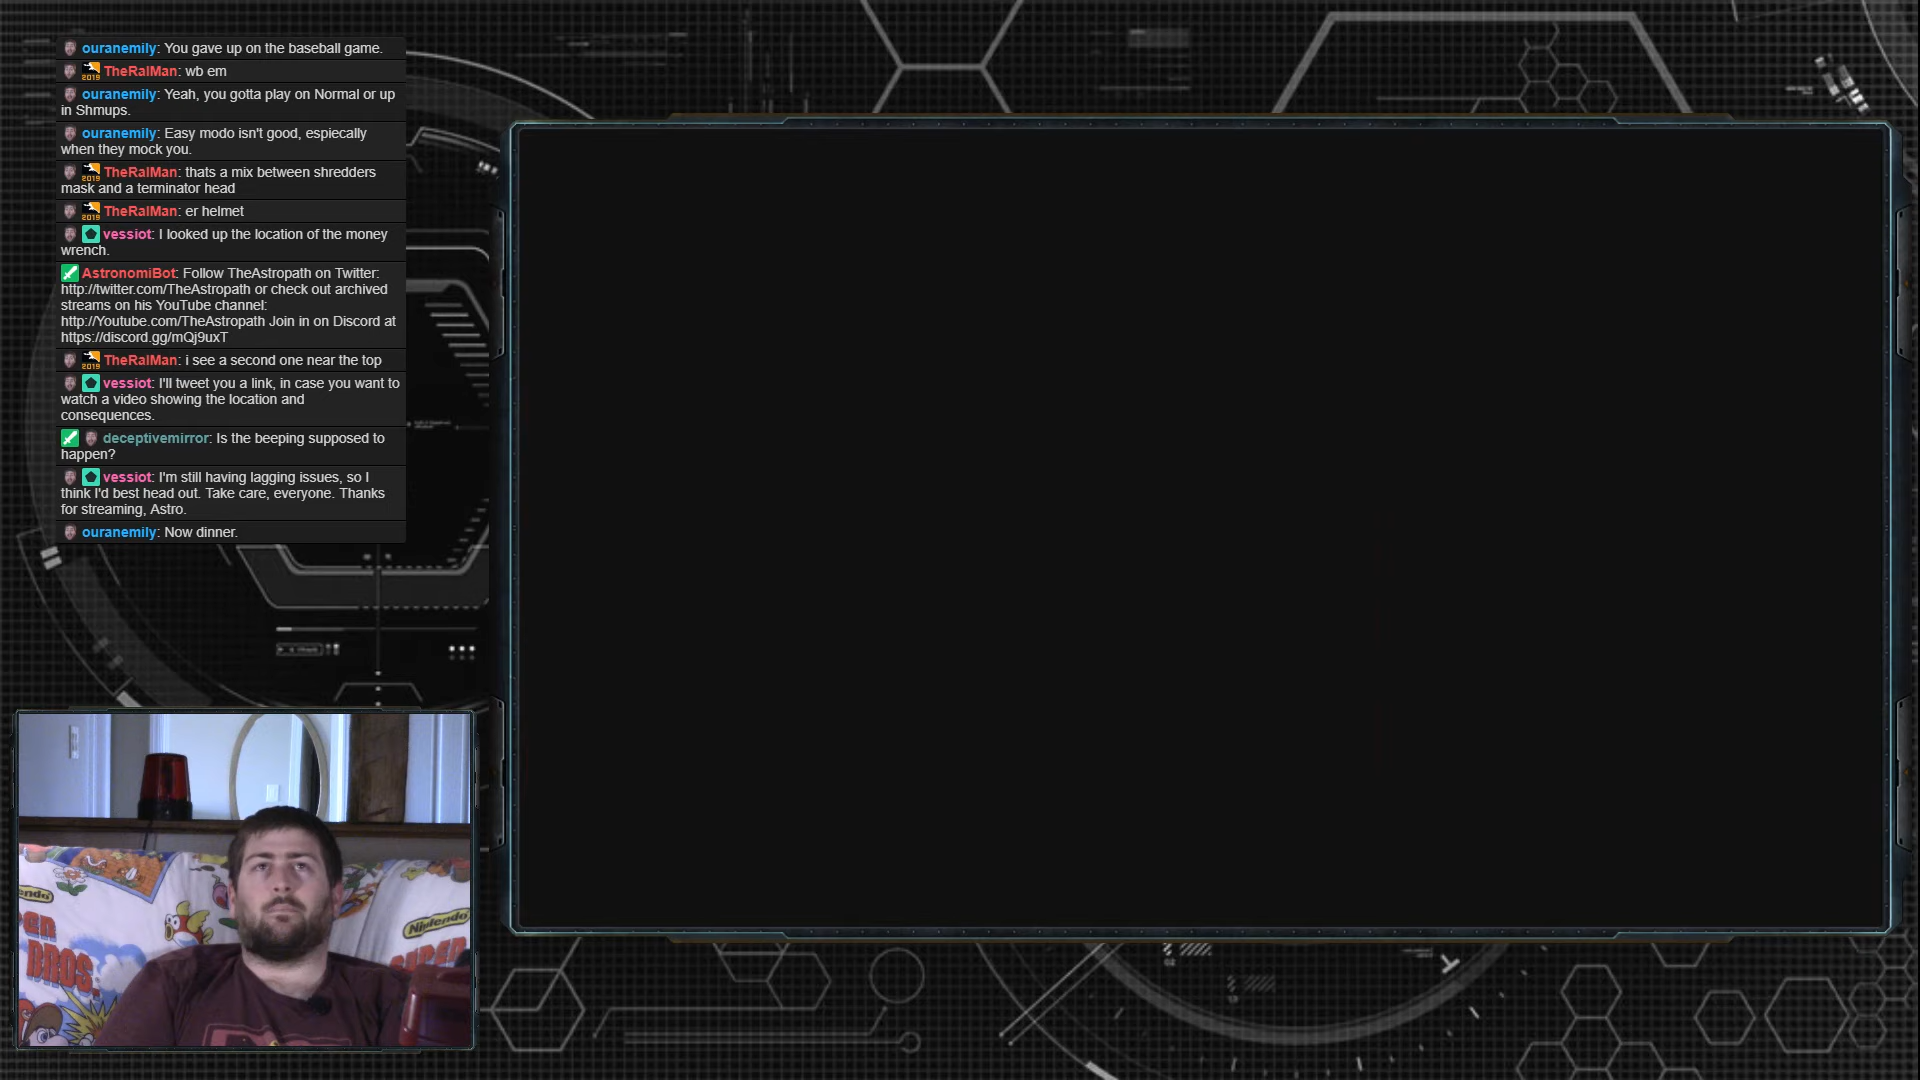 ouranemily: You gave up on the baseball game.
2019 TheRalMan: wb em
ouranemily: Yeah, you gotta play on Normal or up
in Shmups.
ouranemily: Easy modo isn't good, espiecally
when they mock you.
2019 TheRalMan: thats a mix between shredders
mask and a terminator head
2019 TheRalMan: er helmet
vessiot: I looked up the location of the money
wrench.
AstronomiBot: Follow TheAstropath on Twitter:
http://twitter.com/TheAstropath or check out archived
streams on his YouTube channel:
http://Youtube.com/TheAstropath Join in on Discord at
https://discord.gg/mQj9uxT
2019 TheRalMan: i see a second one near the top
vessiot: I'll tweet you a link, in case you want to
watch a video showing the location and
consequences.
deceptivemirror: Is the beeping supposed to
happen?
vessiot: I'm still having lagging issues, so I
think I'd best head out. Take care, everyone. Thanks
for streaming, Astro.
ouranemily: Now dinner.
Nintendo
BROS.
02